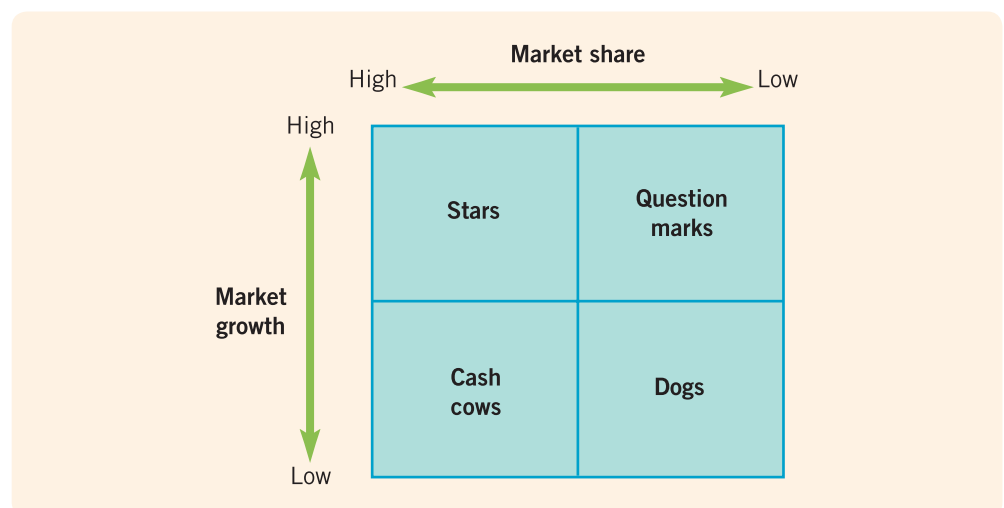 Market share
High
Low
High
Stars
Question
marks
Market
growth
Cash
cows
Dogs
Low